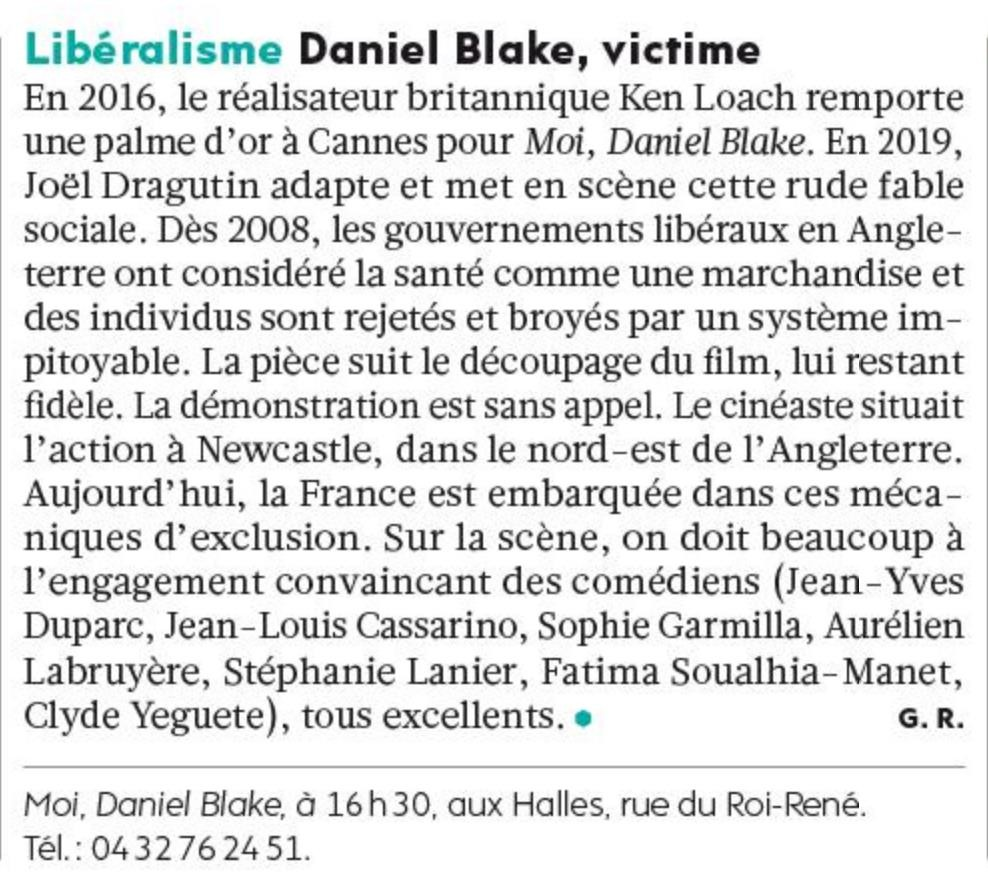 Libéralisme Daniel Blake, victime
En 2016, le réalisateur britannique Ken Loach remporte
une palme d'or à Cannes pour Moi, Daniel Blake. En 2019,
Joël Dragutin adapte et met en scène cette rude fable
sociale. Dès 2008, les gouvernements libéraux en Angle-
terre ont considéré la santé comme une marchandise et
des individus sont rejetés et broyés par un système im-
pitoyable. La pièce suit le découpage du film, lui restant
fidèle. La démonstration est sans appel. Le cinéaste situait
l'action à Newcastle, dans le nord-est de l'Angleterre.
Aujourd'hui, la France est embarquée dans ces méca-
niques d'exclusion. Sur la scène, on doit beaucoup à
l'engagement convaincant des comédiens (Jean-Yves
Duparc, Jean-Louis Cassarino, Sophie Garmilla, Aurélien
Labruyère, Stéphanie Lanier, Fatima Soualhia-Manet,
Clyde Yeguete), tous excellents. G. R.
Moi, Daniel Blake, à 16 h 30, aux Halles, rue du Roi-René.
Tél. : 04 32 76 24 51.